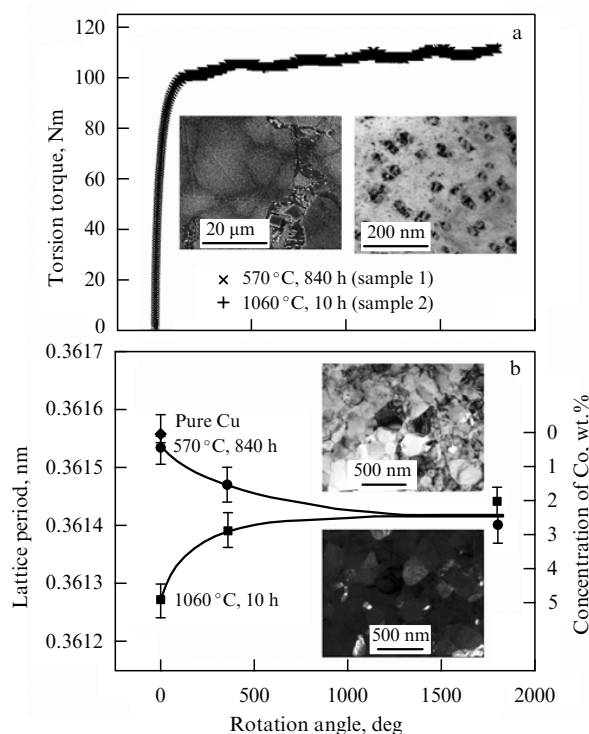 a
120
100
80
60
40
20
0
Torsion torque, Nm
20 μm
200 nm
570 °C, 840 h (sample 1)
1060 °C, 10 h (sample 2)
b
0.3617
0.3616
0.3615
0.3614
0.3613
0.3612
Lattice period, nm
Pure Cu
570 °C, 840 h
1060 °C, 10 h
500 nm
500 nm
0
1
2
3
4
5
Concentration of Co, wt.%
0
500
1000
1500
2000
Rotation angle, deg